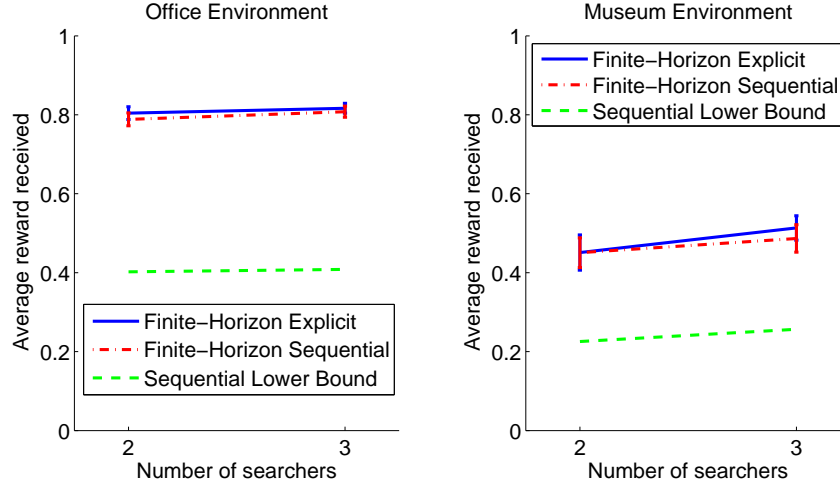 Office Environment
1
0.8
0.6
0.4
0.2
0
Average reward received
Finite−Horizon Explicit
Finite−Horizon Sequential
Sequential Lower Bound
2
3
Number of searchers
Museum Environment
1
0.8
0.6
0.4
0.2
0
Average reward received
Finite−Horizon Explicit
Finite−Horizon Sequential
Sequential Lower Bound
2
3
Number of searchers